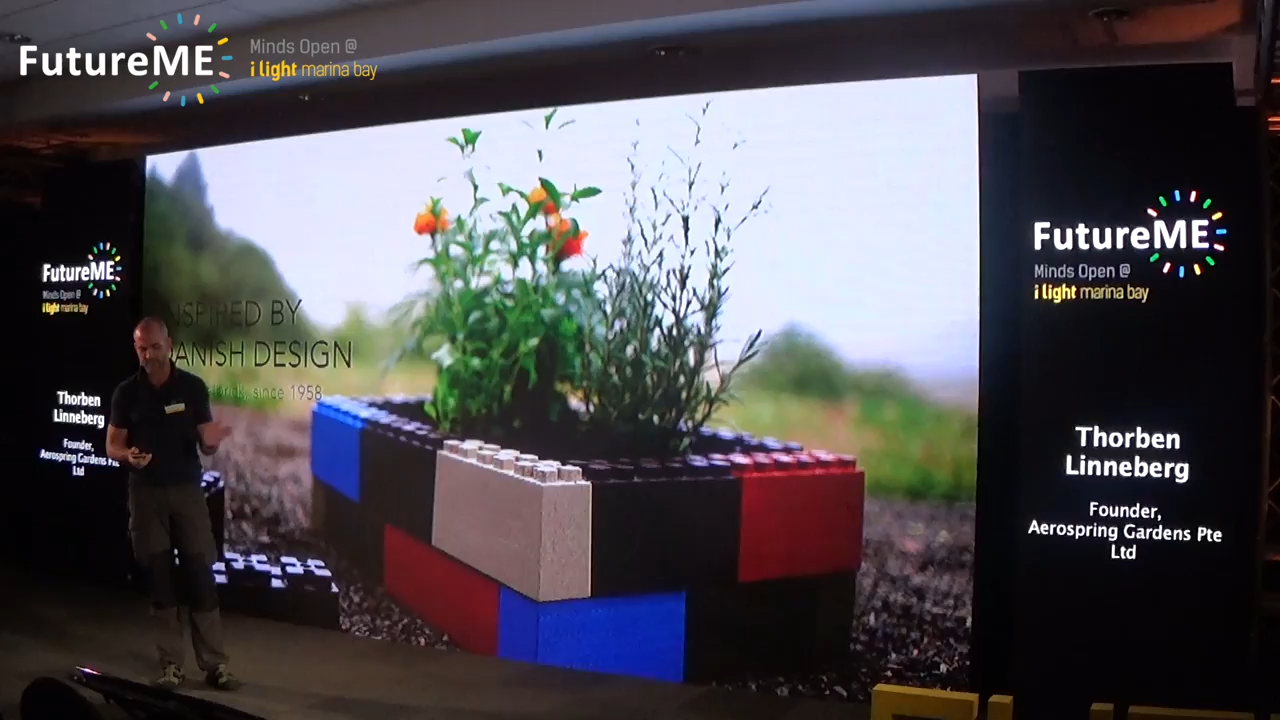 FutureME
Minds Open @
i light marina bay
FutureME
Minds Open @
i light marina bay
Thorben
Linneberg
Founder,
Aerospring Gardens Pte
Ltd
NSPIRED BY
ANISH DESIGN
brick, since 1958
FutureME
Minds Open @
i light marina bay
Thorben
Linneberg
Founder,
Aerospring Gardens Pte
Ltd